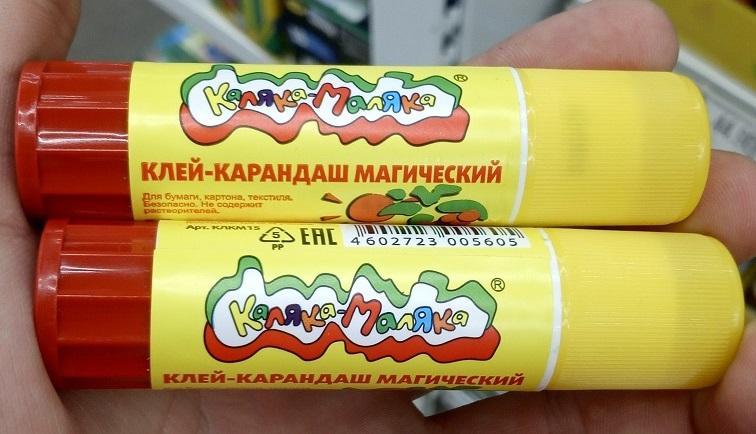 Каляка-Маляка®
КЛЕЙ-КАРАНДАШ МАГИЧЕСКИЙ
Для бумаги, картона, текстиля.
Безопасно. Не содержит
растворителей.
Арт. КЛКМ15
5
PP
ЕАС
4 602723 005605
Каляка-Маляка®
КЛЕЙ-КАРАНДАШ МАГИЧЕСКИЙ